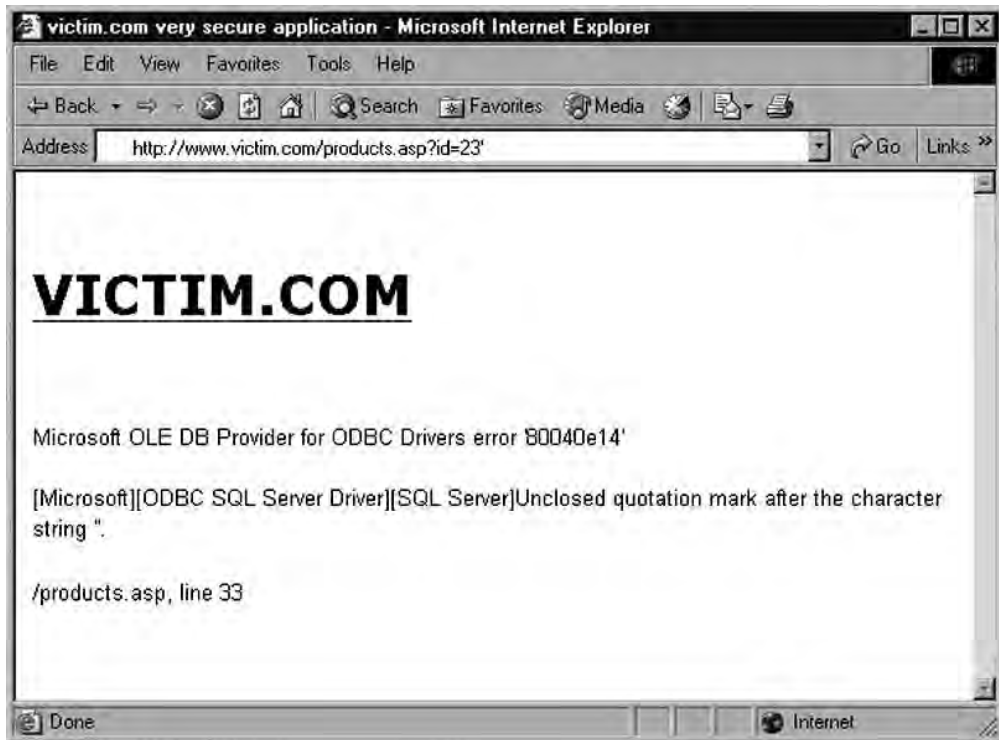 victim.com very secure application - Microsoft Internet Explorer
File Edit View Favorites Tools Help
Back Search Favorites Media
Address http://www.victim.com/products.asp?id=23' Go Links »
VICTIM.COM
Microsoft OLE DB Provider for ODBC Drivers error '80040e14'
[Microsoft][ODBC SQL Server Driver][SQL Server]Unclosed quotation mark after the character
string ''.
/products.asp, line 33
Done Internet